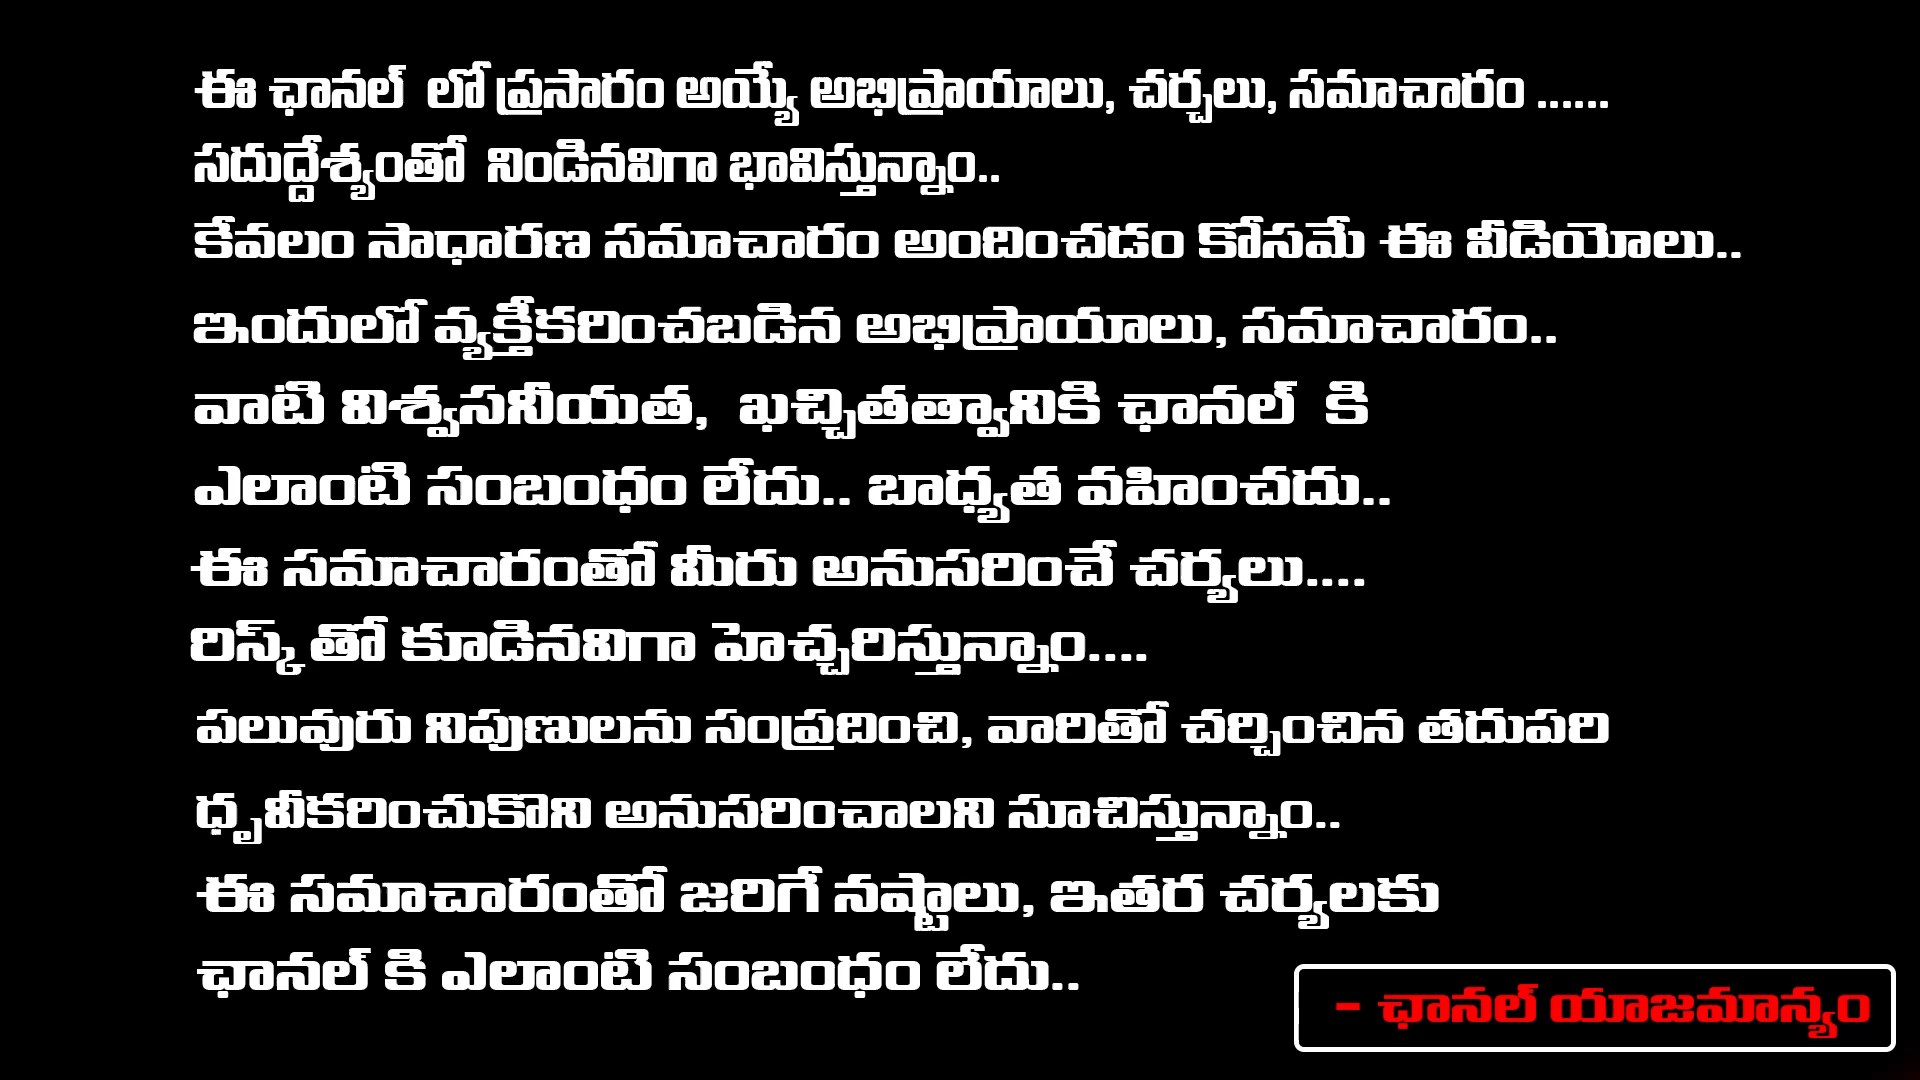 ఈ ఛానల్ లో ప్రసారం అయ్యే అభిప్రాయాలు, చర్చలు, సమాచారం ......
సదుద్దేశ్యంతో నిండినవిగా భావిస్తున్నాం..
కేవలం సాధారణ సమాచారం అందించడం కోసమే ఈ వీడియోలు..
ఇందులో వ్యక్తీకరించబడిన అభిప్రాయాలు, సమాచారం..
వాటి విశ్వసనీయత, ఖచ్చితత్వానికి ఛానల్ కి
ఎలాంటి సంబంధం లేదు.. బాధ్యత వహించదు..
ఈ సమాచారంతో మీరు అనుసరించే చర్యలు....
రిస్క్ తో కూడినవిగా హెచ్చరిస్తున్నాం....
పలువురు నిపుణులను సంప్రదించి, వారితో చర్చించిన తదుపరి
ధృవీకరించుకొని అనుసరించాలని సూచిస్తున్నాం..
ఈ సమాచారంతో జరిగే నష్టాలు, ఇతర చర్యలకు
ఛానల్ కి ఎలాంటి సంబంధం లేదు..
- ఛానల్ యాజమాన్యం